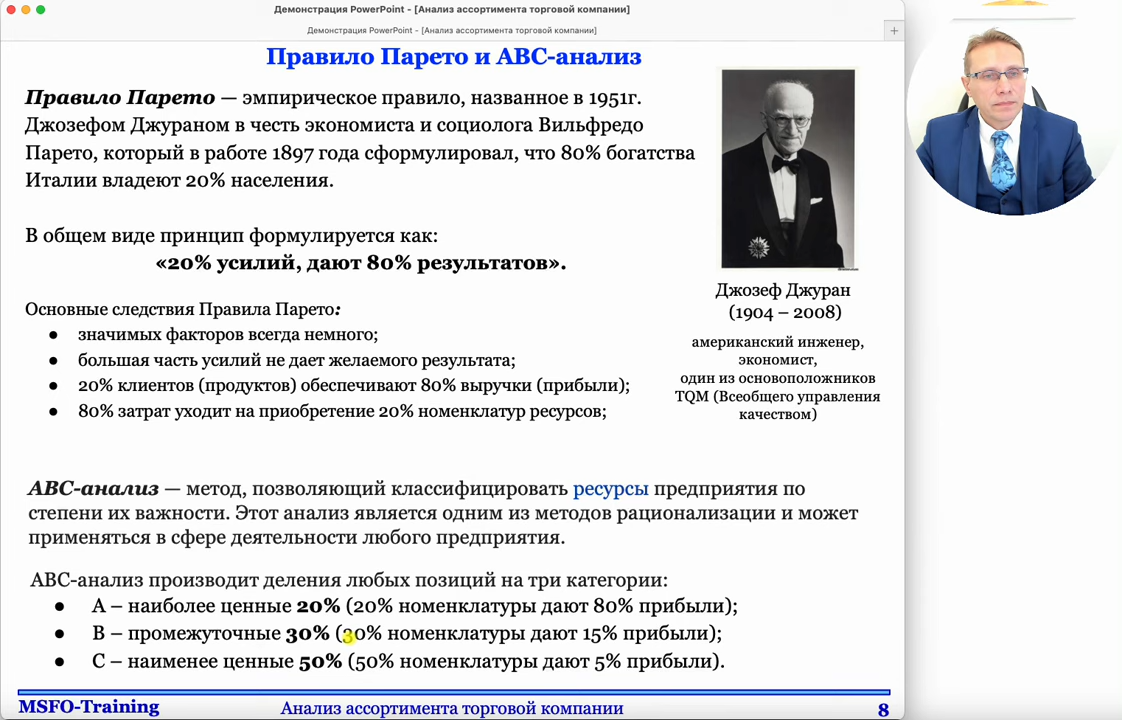 Демонстрация PowerPoint - [Анализ ассортимента торговой компании]
Демонстрация PowerPoint - [Анализ ассортимента торговой компании]
Правило Парето и ABC-анализ
Правило Парето — эмпирическое правило, названное в 1951г.
Джозефом Джураном в честь экономиста и социолога Вильфредо
Парето, который в работе 1897 года сформулировал, что 80% богатства
Италии владеют 20% населения.
В общем виде принцип формулируется как:
«20% усилий, дают 80% результатов».
Основные следствия Правила Парето:
• значимых факторов всегда немного;
• большая часть усилий не дает желаемого результата;
• 20% клиентов (продуктов) обеспечивают 80% выручки (прибыли);
• 80% затрат уходит на приобретение 20% номенклатур ресурсов;
Джозеф Джуран
(1904 – 2008)
американский инженер,
экономист,
один из основоположников
TQM (Всеобщего управления
качеством)
ABC-анализ — метод, позволяющий классифицировать ресурсы предприятия по
степени их важности. Этот анализ является одним из методов рационализации и может
применяться в сфере деятельности любого предприятия.
ABC-анализ производит деления любых позиций на три категории:
• A – наиболее ценные 20% (20% номенклатуры дают 80% прибыли);
• B – промежуточные 30% (30% номенклатуры дают 15% прибыли);
• C – наименее ценные 50% (50% номенклатуры дают 5% прибыли).
MSFO-Training
Анализ ассортимента торговой компании
8